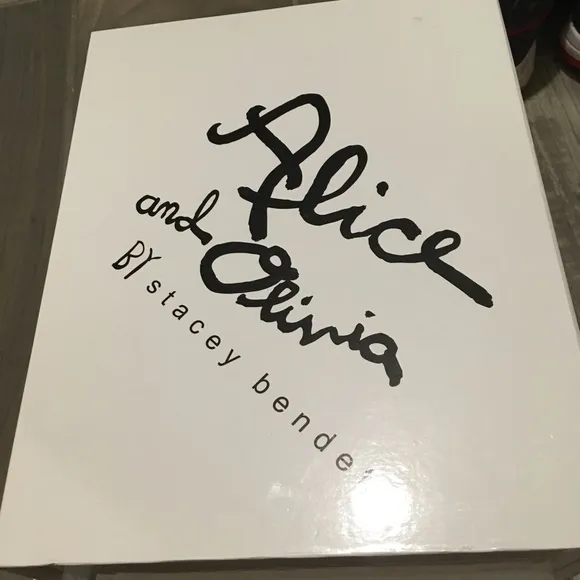 Alice
and Olivia
BY stacey bende